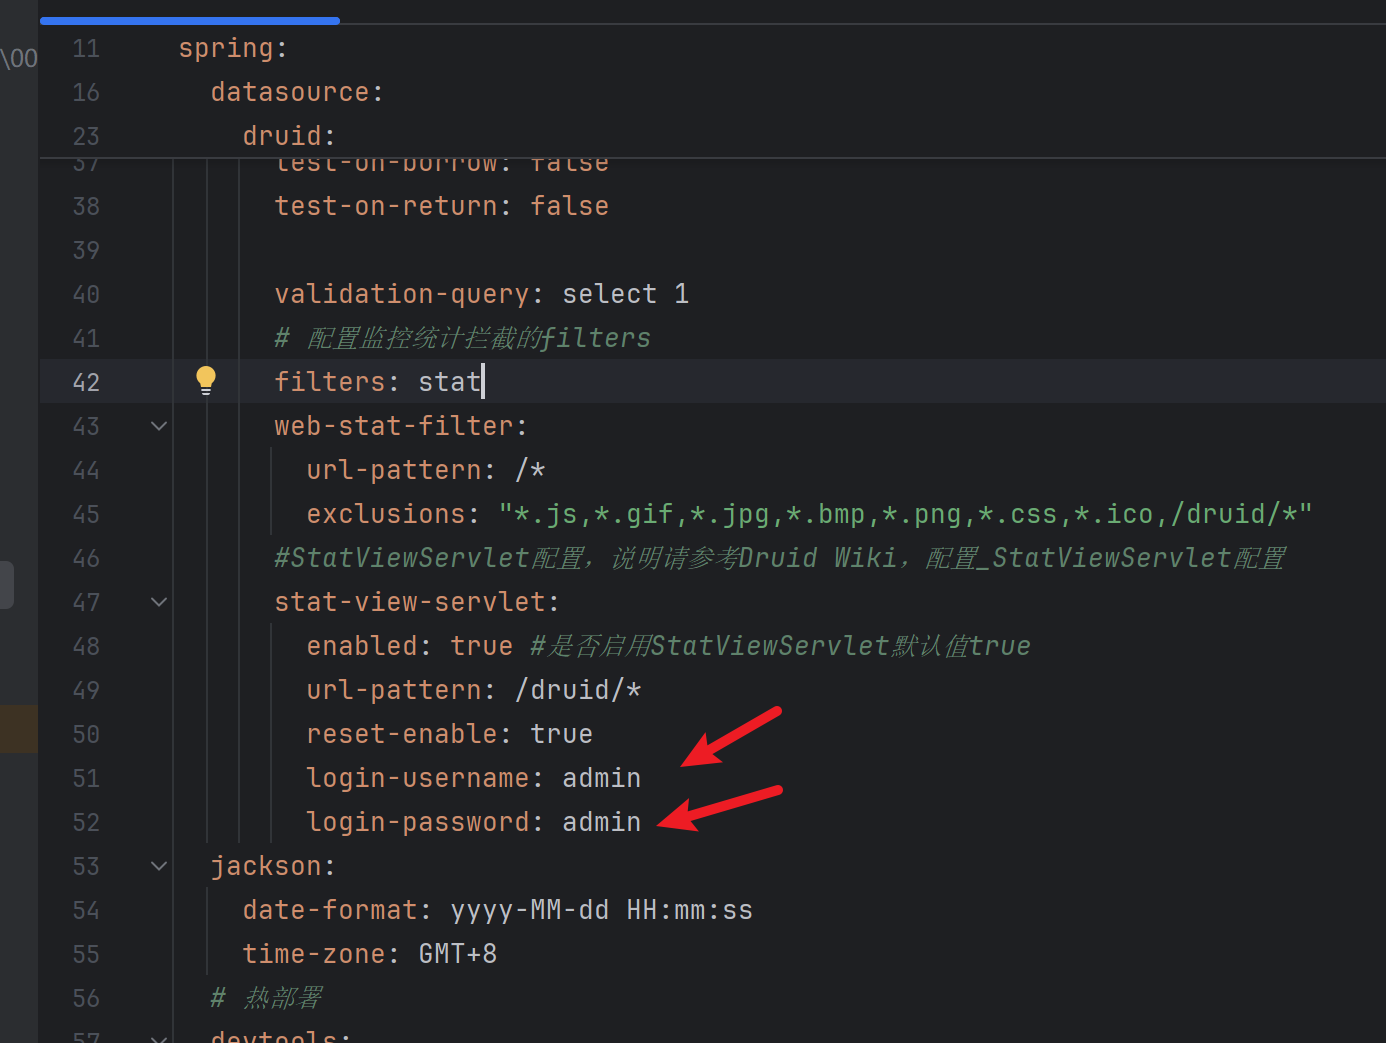 \00
11 spring:
16 datasource:
23 druid:
37 test-on-borrow: false
38 test-on-return: false
39
40 validation-query: select 1
41 # 配置监控统计拦截的filters
42 filters: stat
43 web-stat-filter:
44 url-pattern: /*
45 exclusions: "*.js,*.gif,*.jpg,*.bmp,*.png,*.css,*.ico,/druid/*"
46 #StatViewServlet配置，说明请参考Druid Wiki，配置_StatViewServlet配置
47 stat-view-servlet:
48 enabled: true #是否启用StatViewServlet默认值true
49 url-pattern: /druid/*
50 reset-enable: true
51 login-username: admin
52 login-password: admin
53 jackson:
54 date-format: yyyy-MM-dd HH:mm:ss
55 time-zone: GMT+8
56 # 热部署
57 devtools: